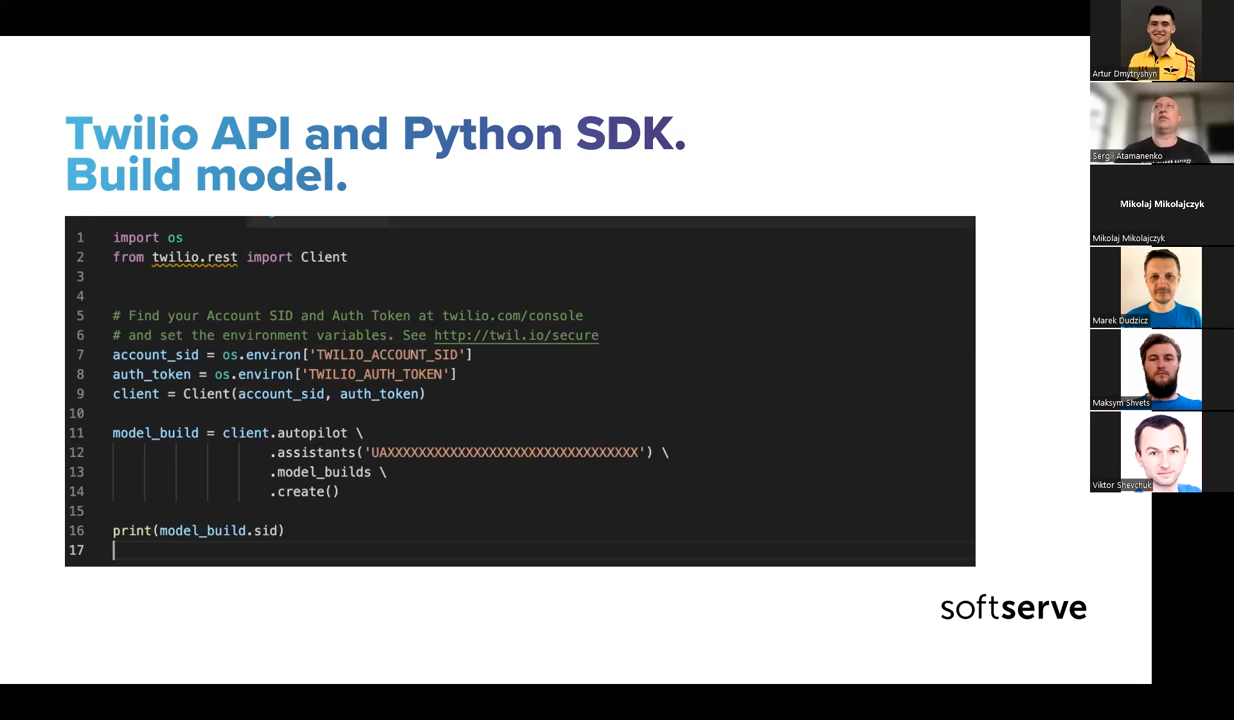 Twilio API and Python SDK.
Build model.
1 import os
2 from twilio.rest import Client
3
4
5 # Find your Account SID and Auth Token at twilio.com/console
6 # and set the environment variables. See http://twil.io/secure
7 account_sid = os.environ['TWILIO_ACCOUNT_SID']
8 auth_token = os.environ['TWILIO_AUTH_TOKEN']
9 client = Client(account_sid, auth_token)
10
11 model_build = client.autopilot \
12 .assistants('UAXXXXXXXXXXXXXXXXXXXXXXXXXXXXXXXX') \
13 .model_builds \
14 .create()
15
16 print(model_build.sid)
17
softserve
Artur Dmytryshyn
Sergii Atamanenko
Mikolaj Mikolajczyk
Mikolaj Mikolajczyk
Marek Dudzicz
Maksym Shvets
Viktor Shevchuk